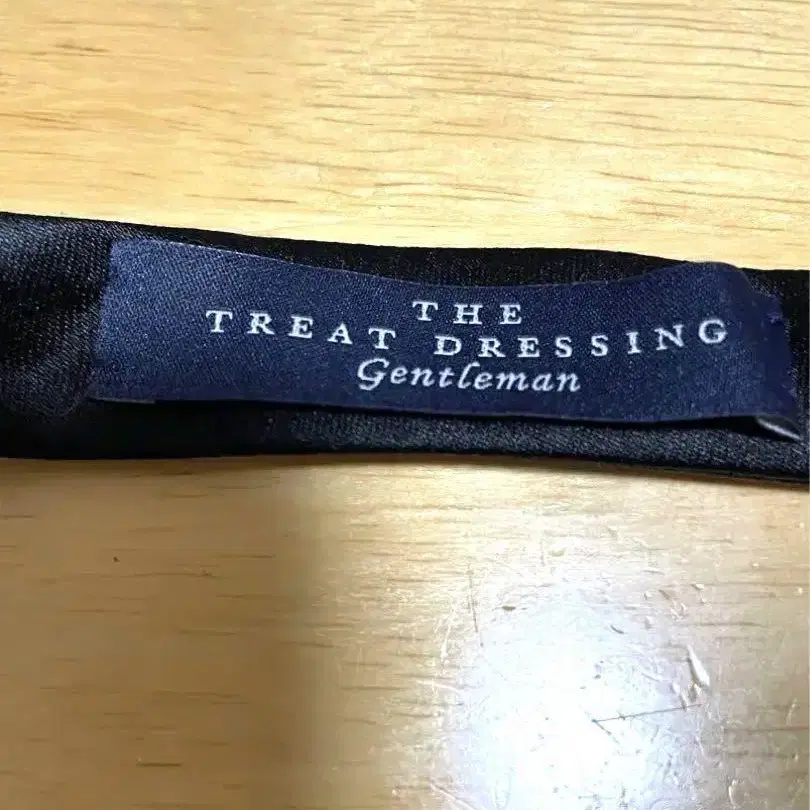 THE
TREAT DRESSING
Gentleman